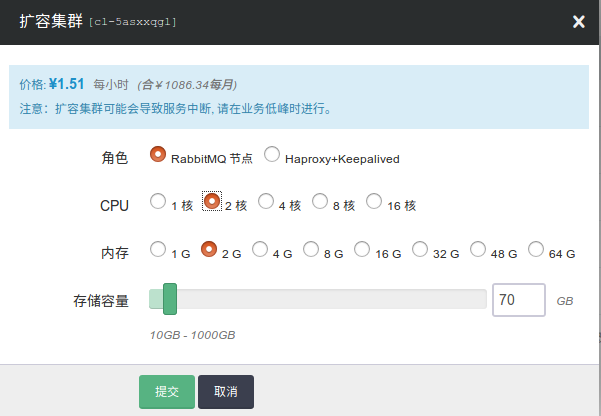 扩容集群 [cl-5asxxqgl]
价格: ¥1.51 每小时 (合￥1086.34每月)
注意：扩容集群可能会导致服务中断, 请在业务低峰时进行。
角色 RabbitMQ 节点 Haproxy+Keepalived
CPU 1 核 2 核 4 核 8 核 16 核
内存 1 G 2 G 4 G 8 G 16 G 32 G 48 G 64 G
存储容量 70 GB
10GB - 1000GB
提交 取消